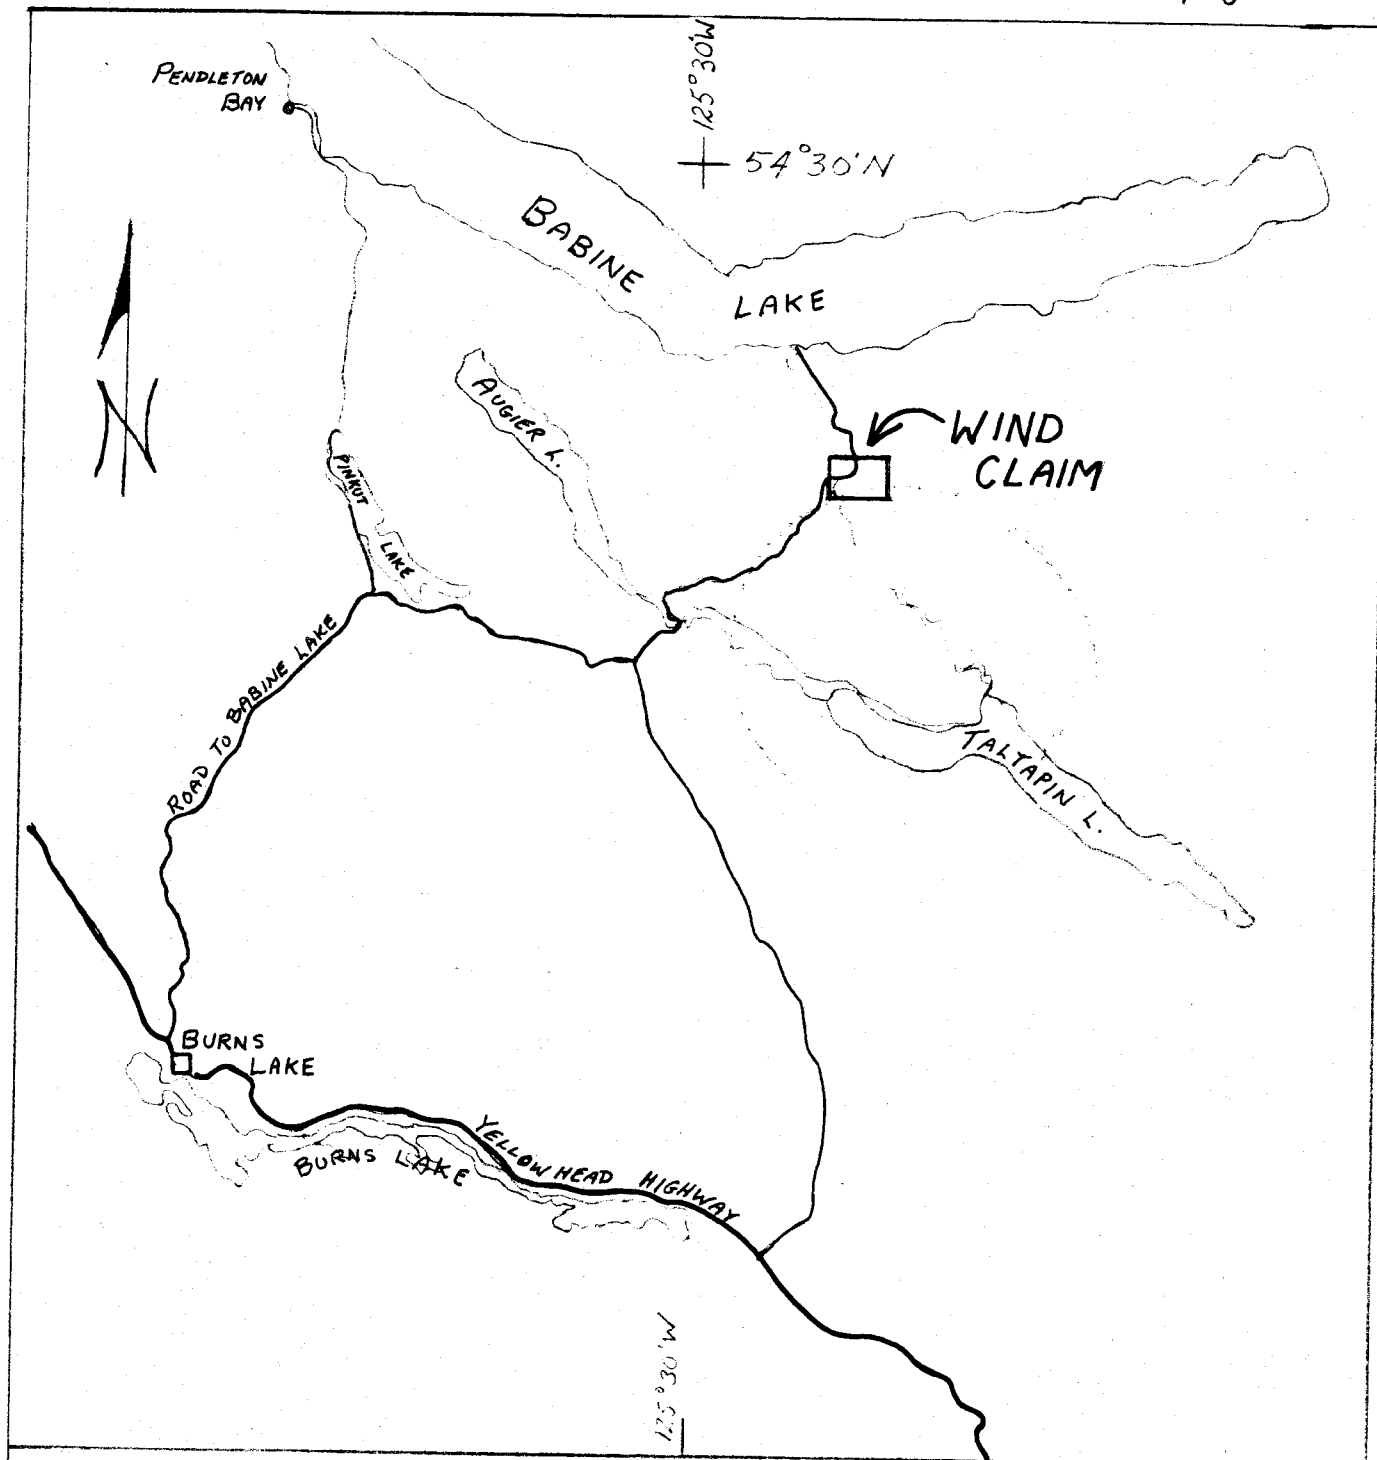 PENDLETON
BAY
125°30'W
54°30'N
BABINE
LAKE
AUGIER L.
WIND
CLAIM
N
PINKUT
LAKE
ROAD TO BABINE LAKE
TALTAPIN L.
BURNS
LAKE
BURNS LAKE
YELLOWHEAD HIGHWAY
125°30'W